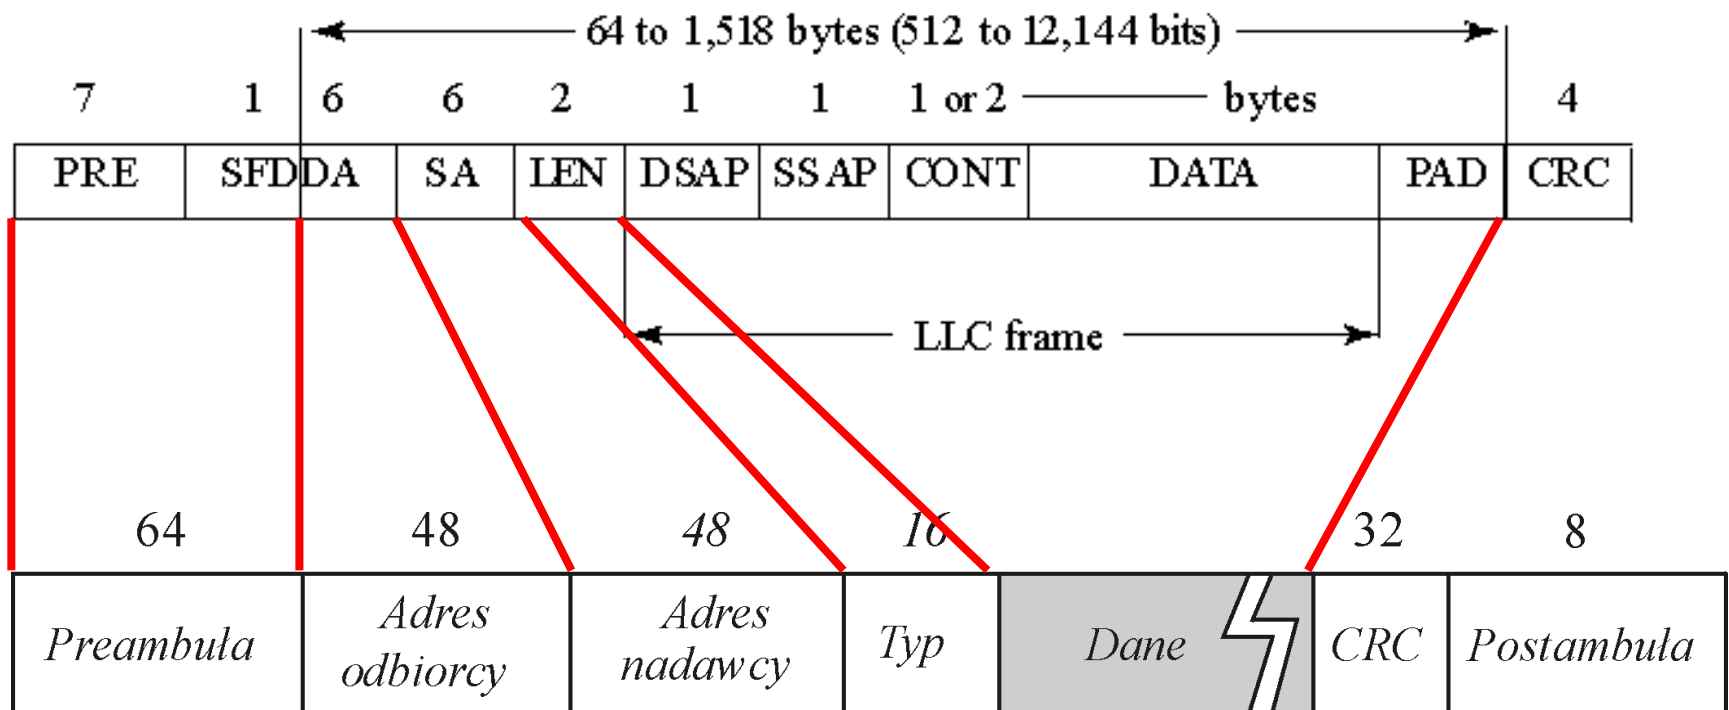 64 to 1,518 bytes (512 to 12,144 bits)
7 1 6 6 2 1 1 1 or 2 bytes 4
PRE SFD DA SA LEN DSAP SSAP CONT DATA PAD CRC
LLC frame
64 48 48 16 32 8
Preambuła Adres odbiorcy Adres nadawcy Typ Dane CRC Postambuła